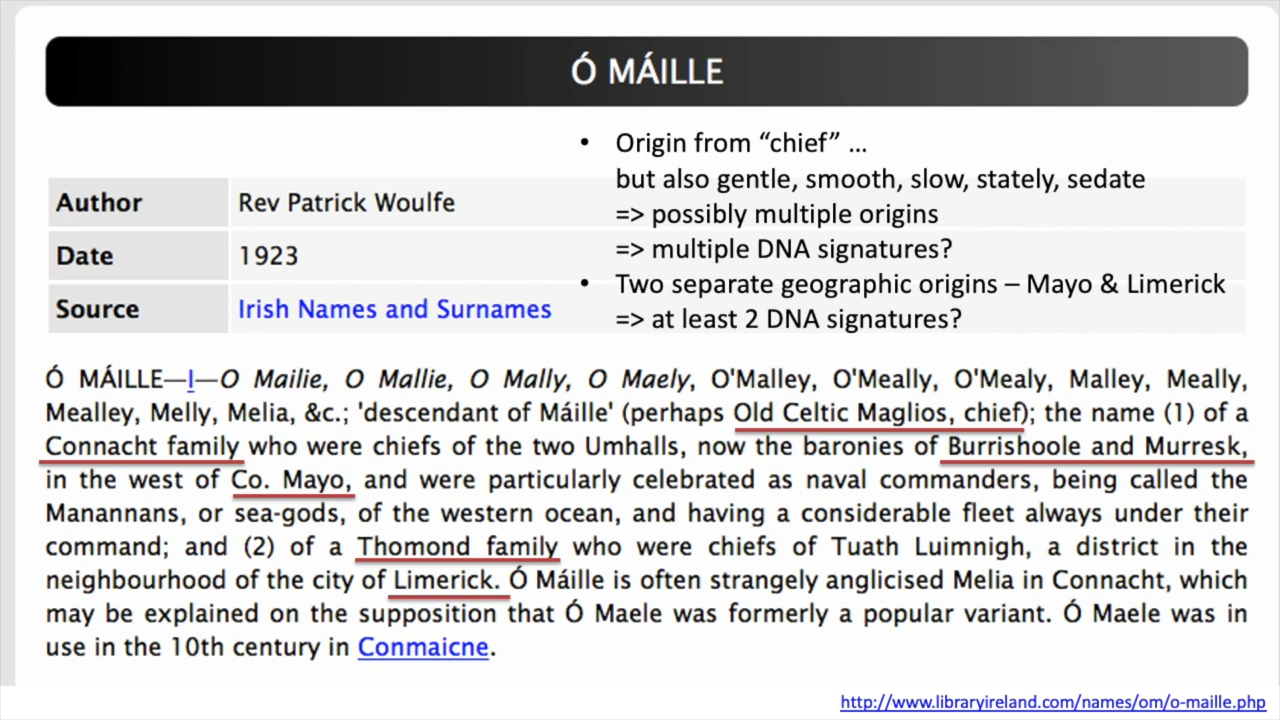 Ó MÁILLE
• Origin from “chief” ...
but also gentle, smooth, slow, stately, sedate
=> possibly multiple origins
=> multiple DNA signatures?
• Two separate geographic origins – Mayo & Limerick
=> at least 2 DNA signatures?
Author Rev Patrick Woulfe
Date 1923
Source Irish Names and Surnames
Ó MÁILLE—I—O Mailie, O Mallie, O Mally, O Maely, O'Malley, O'Meally, O'Mealy, Malley, Meally,
Mealley, Melly, Melia, &c.; 'descendant of Máille' (perhaps Old Celtic Maglios, chief); the name (1) of a
Connacht family who were chiefs of the two Umhalls, now the baronies of Burrishoole and Murresk,
in the west of Co. Mayo, and were particularly celebrated as naval commanders, being called the
Manannans, or sea-gods, of the western ocean, and having a considerable fleet always under their
command; and (2) of a Thomond family who were chiefs of Tuath Luimnigh, a district in the
neighbourhood of the city of Limerick. Ó Máille is often strangely anglicised Melia in Connacht, which
may be explained on the supposition that Ó Maele was formerly a popular variant. Ó Maele was in
use in the 10th century in Conmaicne.
http://www.libraryireland.com/names/om/o-maille.php